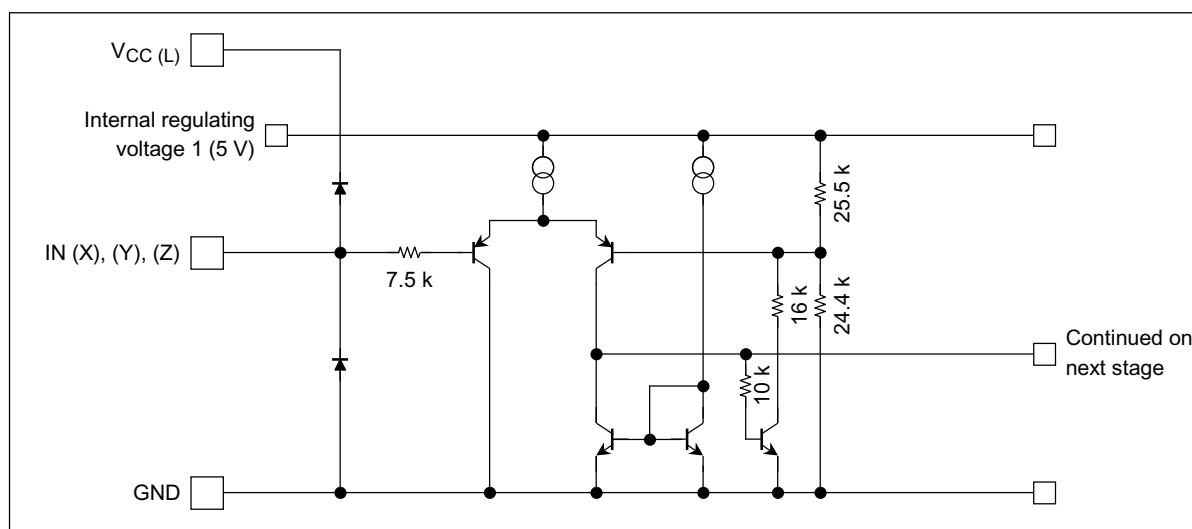 VCC (L)
Internal regulating
voltage 1 (5 V)
25.5 k
IN (X), (Y), (Z)
7.5 k
16 k
24.4 k
Continued on
next stage
10 k
GND